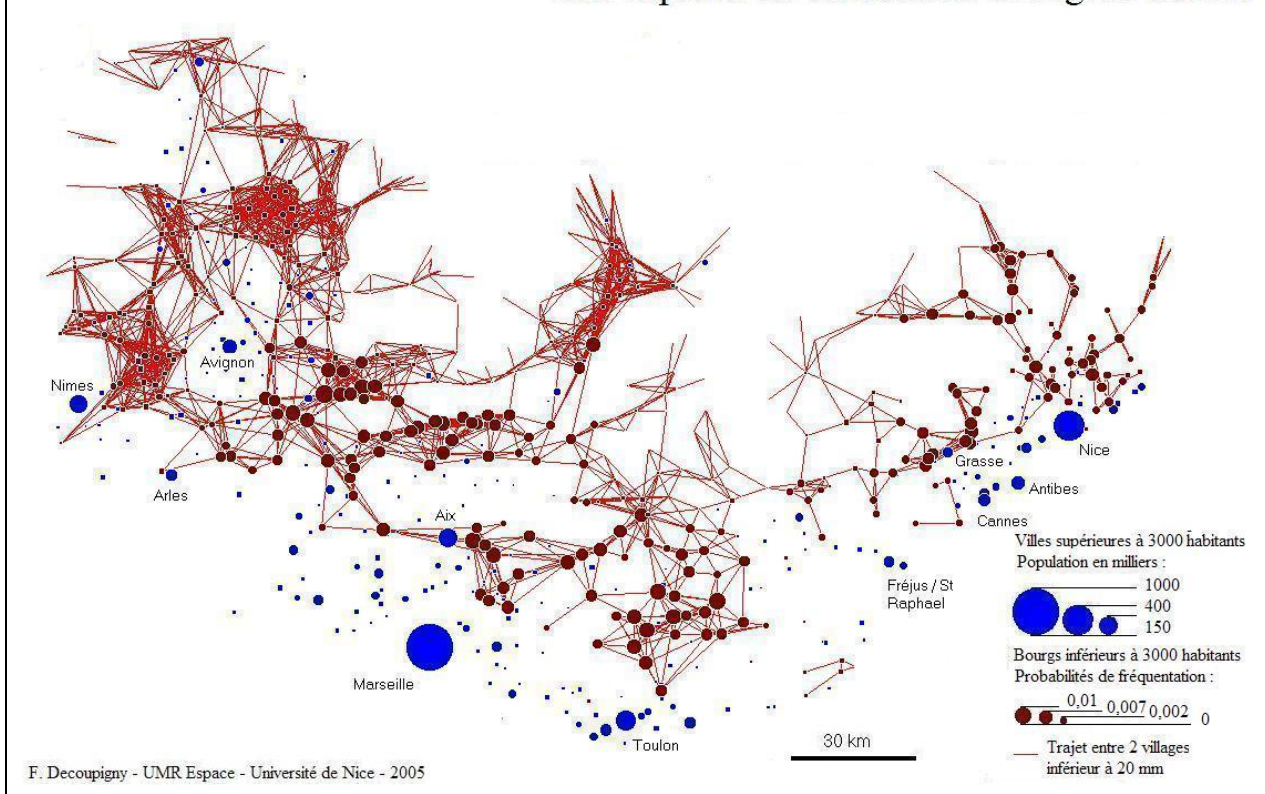 Avignon
Nimes
Arles
Aix
Marseille
Toulon
Grasse
Nice
Antibes
Cannes
Fréjus / St
Raphael
Villes supérieures à 3000 habitants
Population en milliers :
1000
400
150
Bourgs inférieurs à 3000 habitants
Probabilités de fréquentation :
0,01
0,007
0,002
0
Trajet entre 2 villages
inférieur à 20 mm
30 km
F. Decoupigny - UMR Espace - Université de Nice - 2005